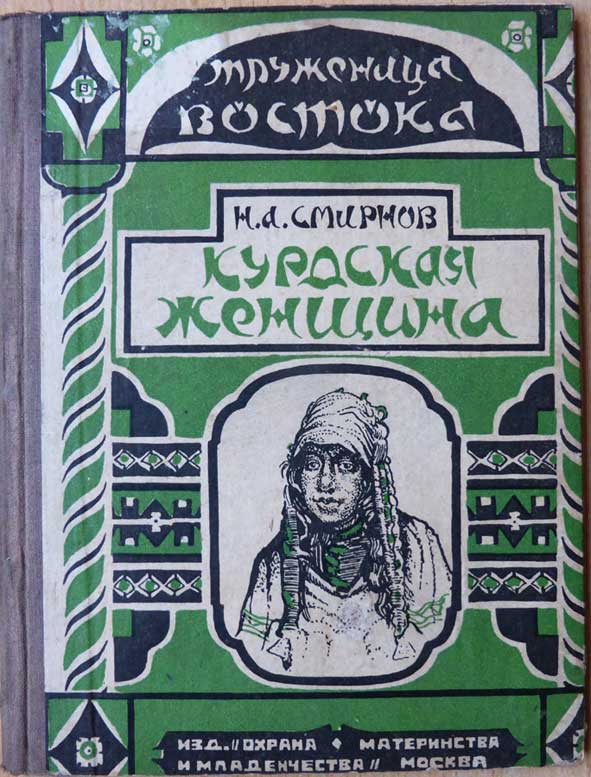 Труженица
Востока
Н.А. Смирнов
Курдская
женщина
Изд. // Охрана • материнства
и младенчества // Москва